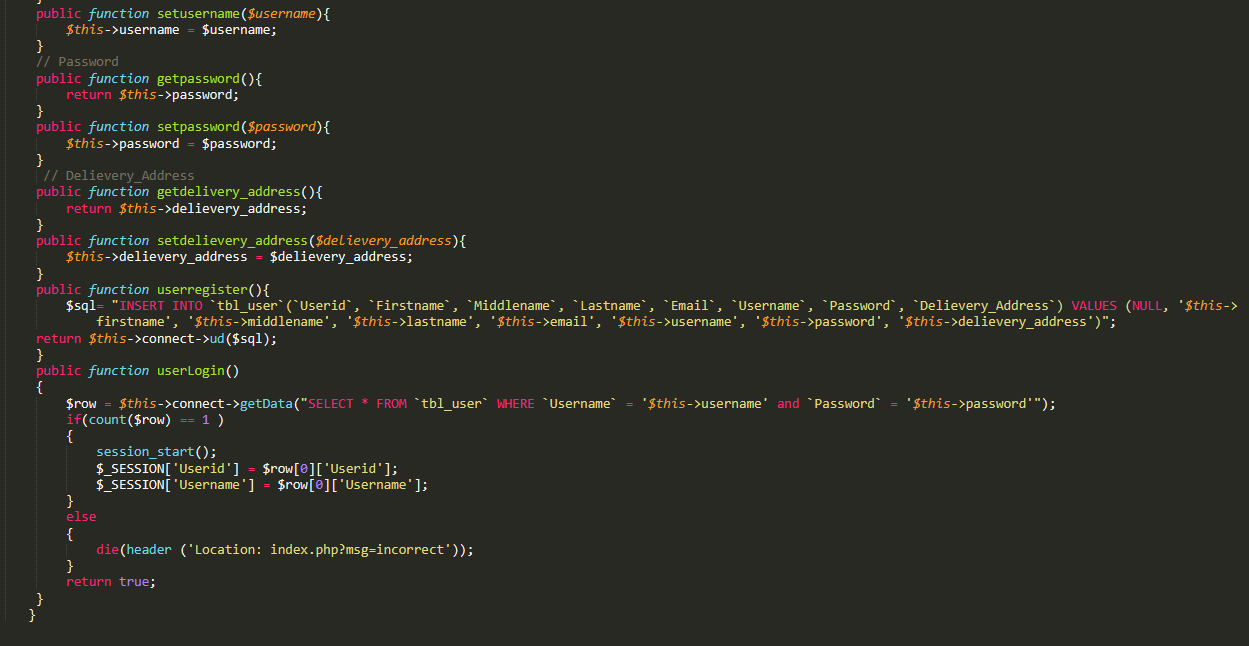 }
public function setusername($username){
$this->username = $username;
}
// Password
public function getpassword(){
return $this->password;
}
public function setpassword($password){
$this->password = $password;
}
// Delievery_Address
public function getdelivery_address(){
return $this->delievery_address;
}
public function setdelievery_address($delievery_address){
$this->delievery_address = $delievery_address;
}
public function userregister(){
$sql= "INSERT INTO `tbl_user`(`Userid`, `Firstname`, `Middlename`, `Lastname`, `Email`, `Username`, `Password`, `Delievery_Address`) VALUES (NULL, '$this->
firstname', '$this->middlename', '$this->lastname', '$this->email', '$this->username', '$this->password', '$this->delievery_address')";
return $this->connect->ud($sql);
}
public function userLogin()
{
$row = $this->connect->getData("SELECT * FROM `tbl_user` WHERE `Username` = '$this->username' and `Password` = '$this->password'");
if(count($row) == 1 )
{
session_start();
$_SESSION['Userid'] = $row[0]['Userid'];
$_SESSION['Username'] = $row[0]['Username'];
}
else
{
die(header ('Location: index.php?msg=incorrect'));
}
return true;
}
}